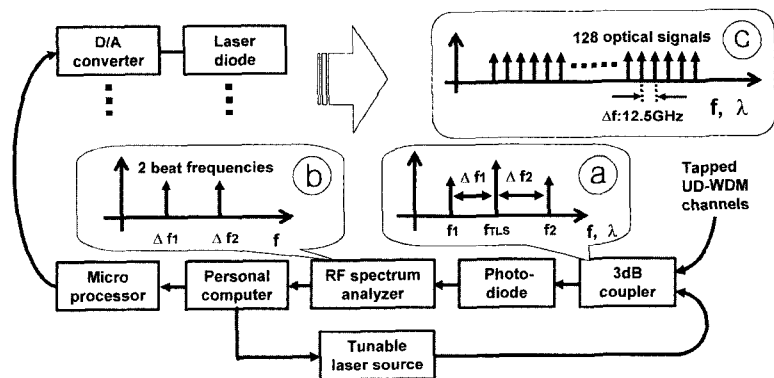 D/A
converter
Laser
diode
C
128 optical signals
Δf:12.5GHz
f, λ
b
2 beat frequencies
Δ f1
Δ f2
f
a
Δ f1
Δ f2
f1
fTLS
f2
f, λ
Tapped
UD-WDM
channels
Micro
processor
Personal
computer
RF spectrum
analyzer
Photo-
diode
3dB
coupler
Tunable
laser source